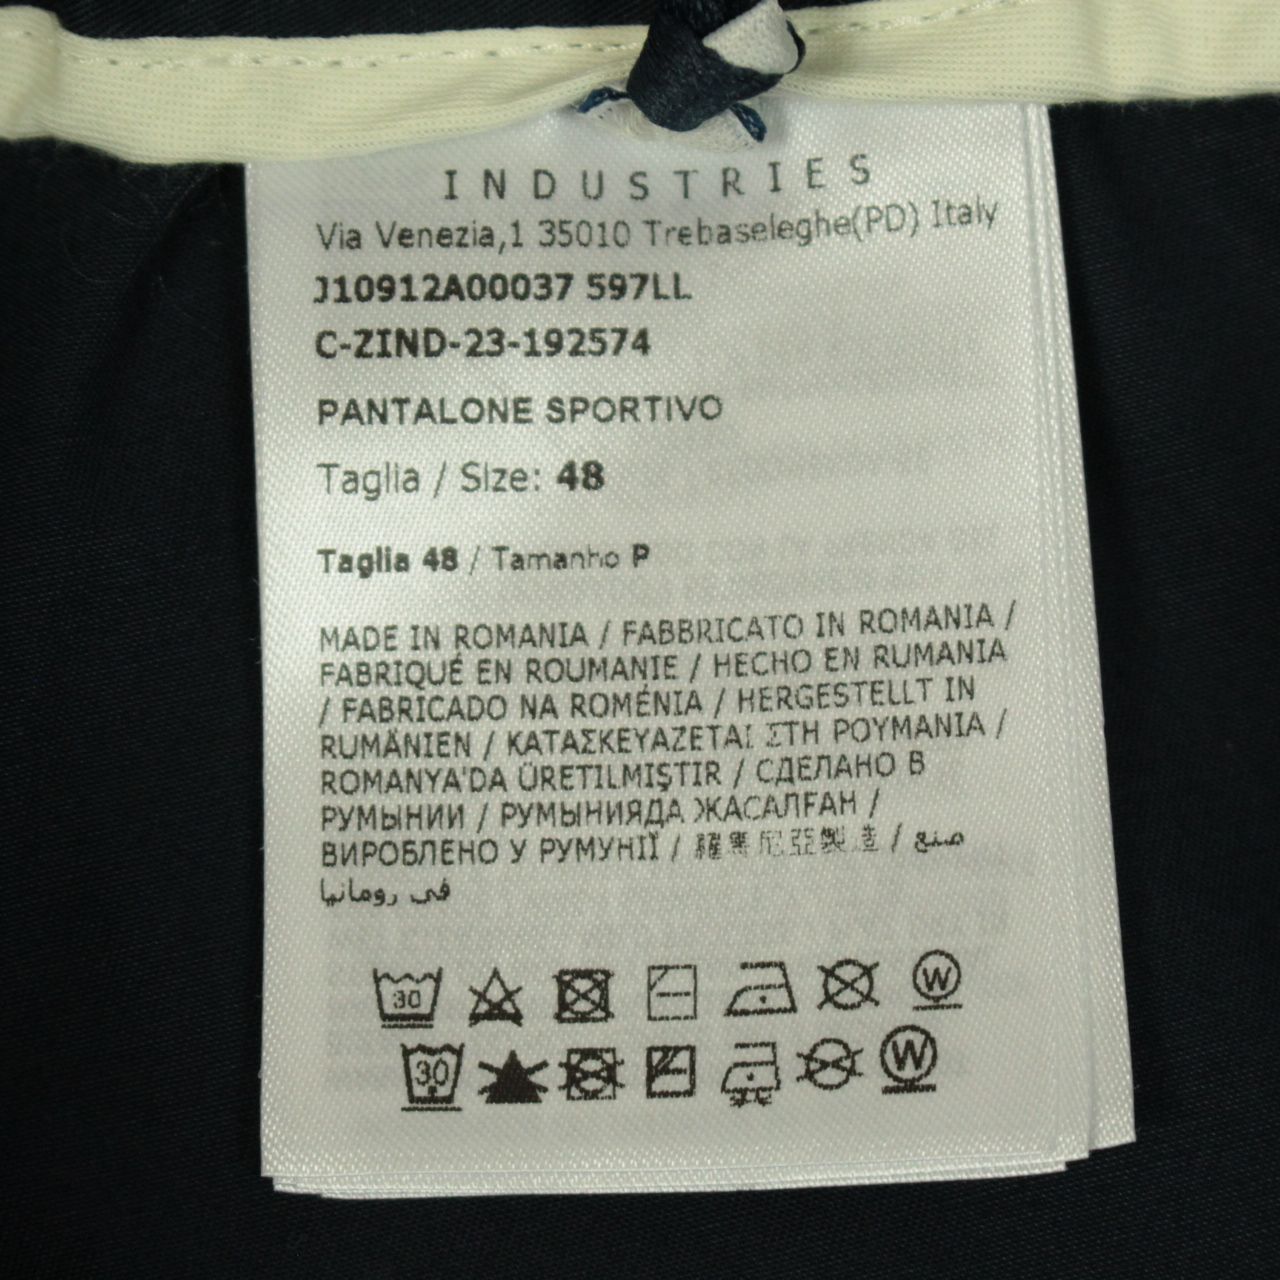 INDUSTRIES
Via Venezia,1 35010 Trebaseleghe(PD) Italy
J10912A00037 597LL
C-ZIND-23-192574
PANTALONE SPORTIVO
Taglia / Size: 48
Taglia 48 / Tamanho P
MADE IN ROMANIA / FABBRICATO IN ROMANIA /
FABRIQUÉ EN ROUMANIE / HECHO EN RUMANIA
/ FABRICADO NA ROMÉNIA / HERGESTELLT IN
RUMÄNIEN / ΚΑΤΑΣΚΕΥΑΖΕΤΑΙ ΣΤΗ ΡΟΥΜΑΝΙΑ /
ROMANYA'DA ÜRETILMIŞTIR / СДЕЛАНО В
РУМЫНИИ / РУМЫНИЯДА ЖАСАЛҒАН /
ВИРОБЛЕНО У РУМУНІЇ / 羅馬尼亞製造 / صنع
في رومانيا
30 W
30 W